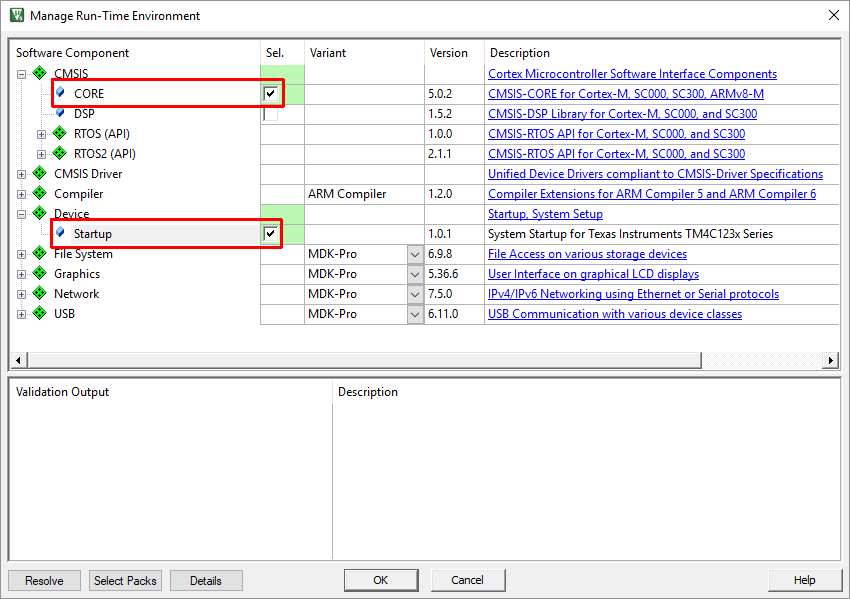 Manage Run-Time Environment
Software Component Sel. Variant Version Description
CMSIS Cortex Microcontroller Software Interface Components
CORE 5.0.2 CMSIS-CORE for Cortex-M, SC000, SC300, ARMv8-M
DSP 1.5.2 CMSIS-DSP Library for Cortex-M, SC000, and SC300
RTOS (API) 1.0.0 CMSIS-RTOS API for Cortex-M, SC000, and SC300
RTOS2 (API) 2.1.1 CMSIS-RTOS API for Cortex-M, SC000, and SC300
CMSIS Driver Unified Device Drivers compliant to CMSIS-Driver Specifications
Compiler ARM Compiler 1.2.0 Compiler Extensions for ARM Compiler 5 and ARM Compiler 6
Device Startup, System Setup
Startup 1.0.1 System Startup for Texas Instruments TM4C123x Series
File System MDK-Pro 6.9.8 File Access on various storage devices
Graphics MDK-Pro 5.36.6 User Interface on graphical LCD displays
Network MDK-Pro 7.5.0 IPv4/IPv6 Networking using Ethernet or Serial protocols
USB MDK-Pro 6.11.0 USB Communication with various device classes
Validation Output Description
Resolve Select Packs Details OK Cancel Help